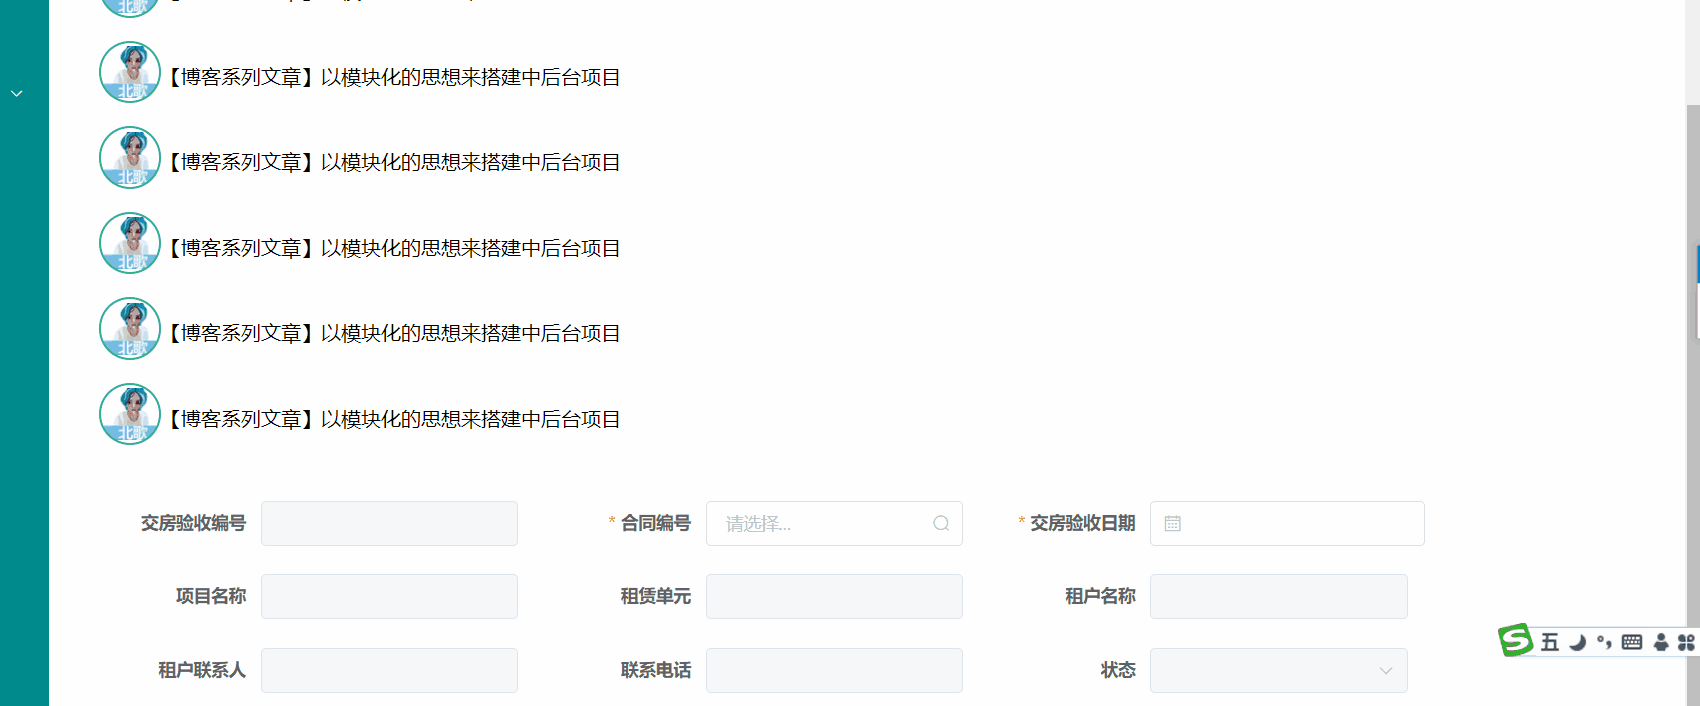 北歌
【博客系列文章】以模块化的思想来搭建中后台项目
北歌
【博客系列文章】以模块化的思想来搭建中后台项目
北歌
【博客系列文章】以模块化的思想来搭建中后台项目
北歌
【博客系列文章】以模块化的思想来搭建中后台项目
北歌
【博客系列文章】以模块化的思想来搭建中后台项目
北歌
交房验收编号 * 合同编号 请选择... * 交房验收日期
项目名称 租赁单元 租户名称
S 五
租户联系人 联系电话 状态